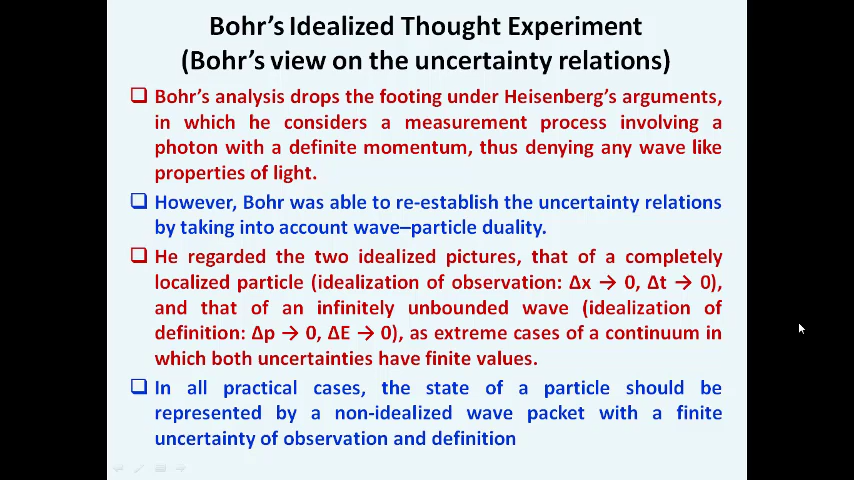 Bohr's Idealized Thought Experiment
(Bohr's view on the uncertainty relations)
Bohr's analysis drops the footing under Heisenberg's arguments,
in which he considers a measurement process involving a
photon with a definite momentum, thus denying any wave like
properties of light.
However, Bohr was able to re-establish the uncertainty relations
by taking into account wave–particle duality.
He regarded the two idealized pictures, that of a completely
localized particle (idealization of observation: Δx → 0, Δt → 0),
and that of an infinitely unbounded wave (idealization of
definition: Δp → 0, ΔE → 0), as extreme cases of a continuum in
which both uncertainties have finite values.
In all practical cases, the state of a particle should be
represented by a non-idealized wave packet with a finite
uncertainty of observation and definition